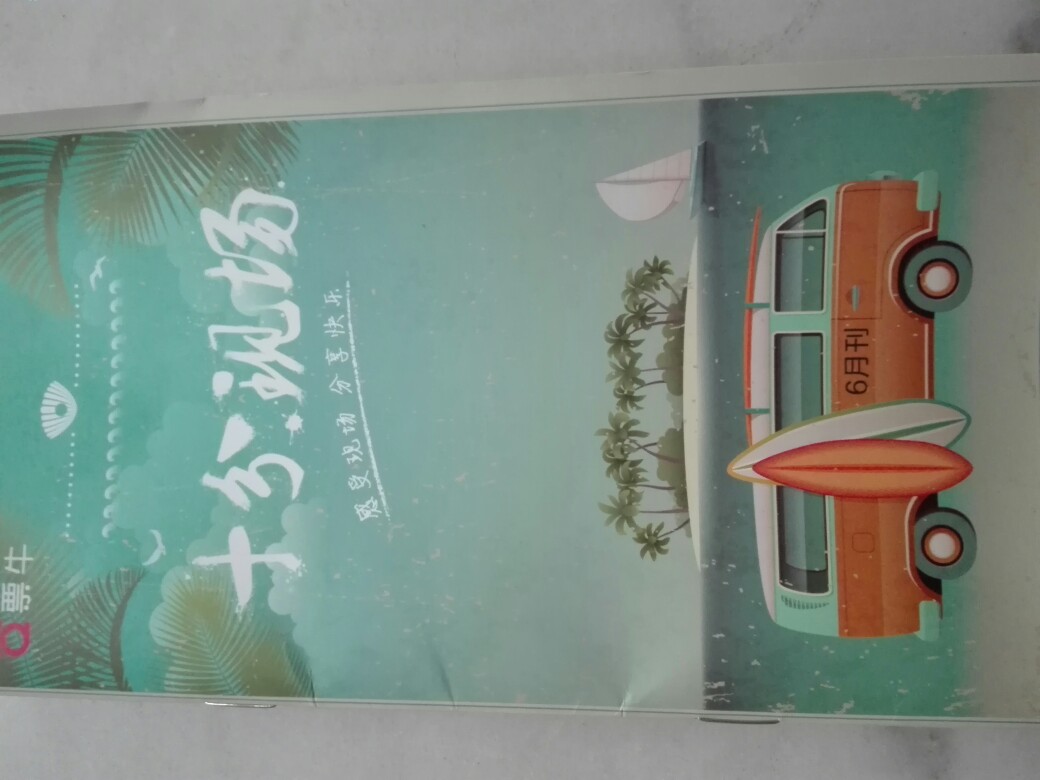 票牛
十分现场
感受现场 分享快乐
6月刊